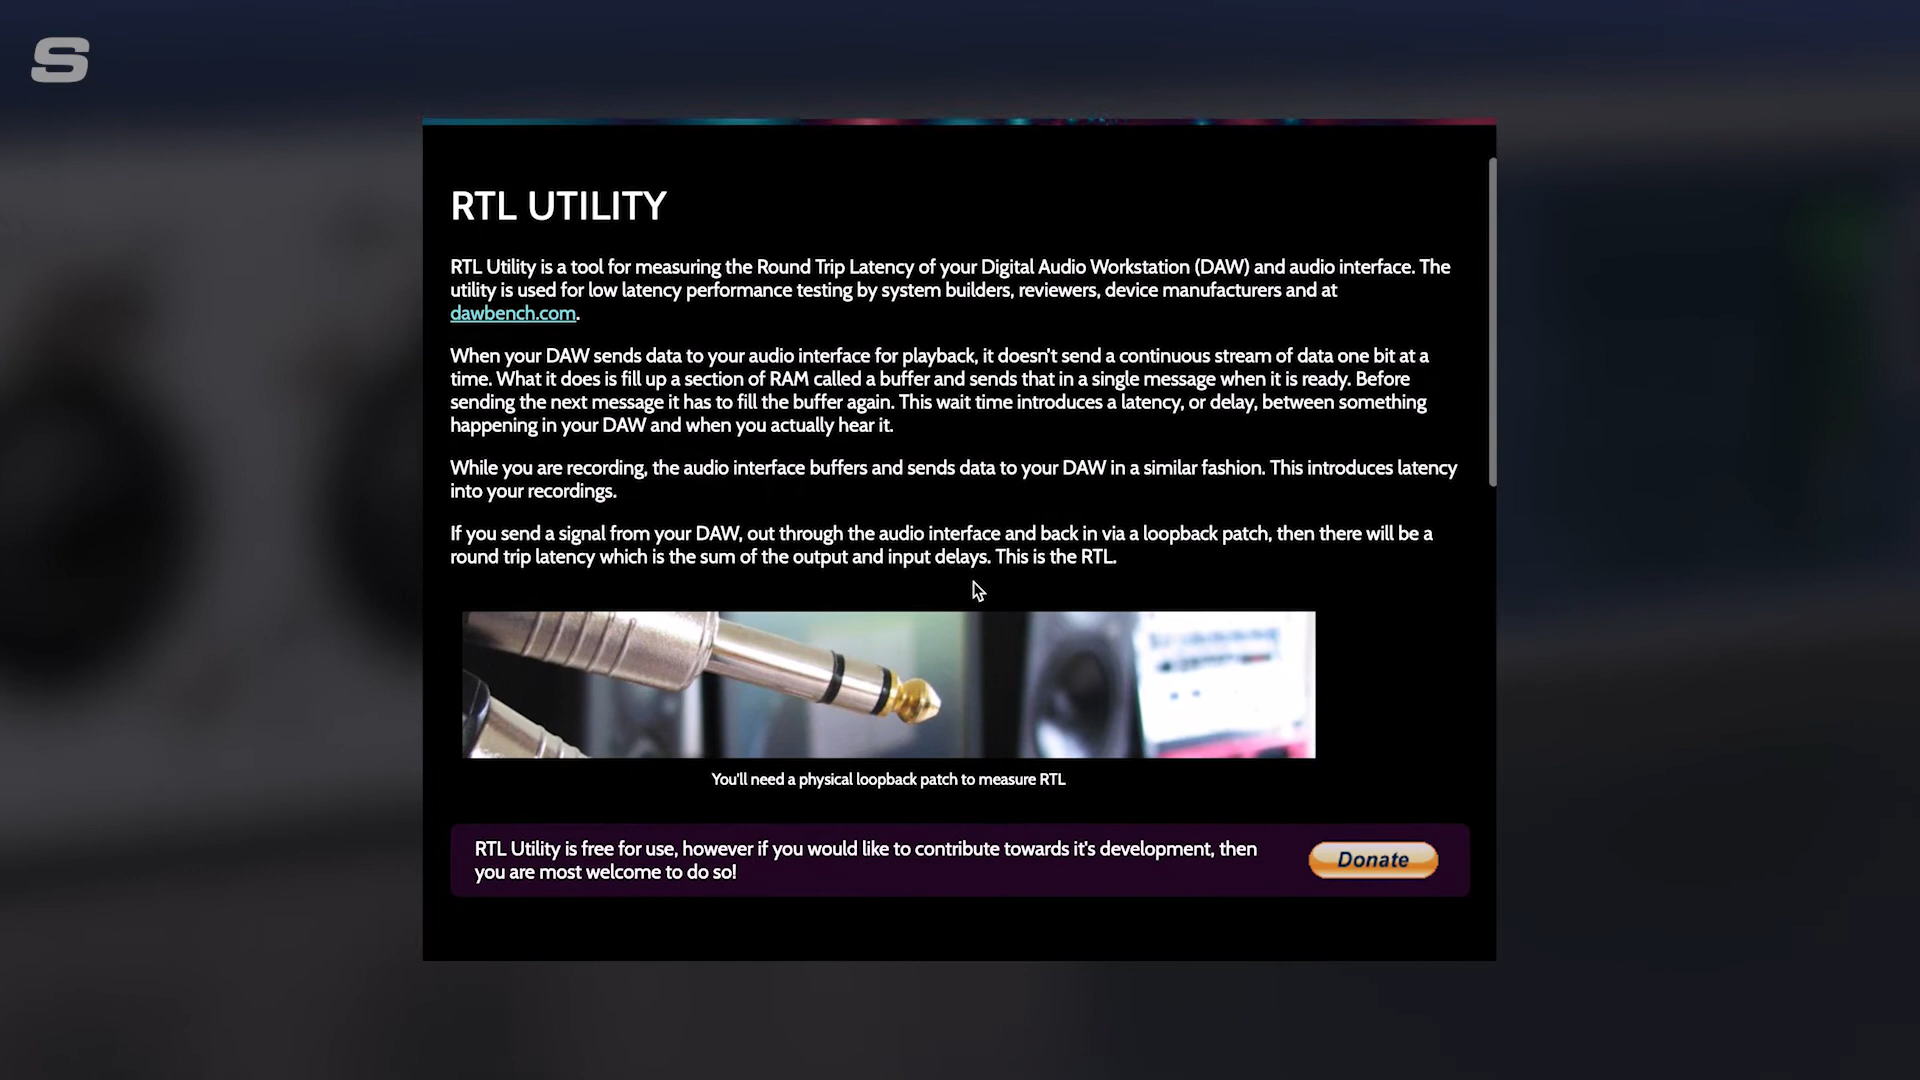 S
RTL UTILITY
RTL Utility is a tool for measuring the Round Trip Latency of your Digital Audio Workstation (DAW) and audio interface. The
utility is used for low latency performance testing by system builders, reviewers, device manufacturers and at
dawbench.com.
When your DAW sends data to your audio interface for playback, it doesn't send a continuous stream of data one bit at a
time. What it does is fill up a section of RAM called a buffer and sends that in a single message when it is ready. Before
sending the next message it has to fill the buffer again. This wait time introduces a latency, or delay, between something
happening in your DAW and when you actually hear it.
While you are recording, the audio interface buffers and sends data to your DAW in a similar fashion. This introduces latency
into your recordings.
If you send a signal from your DAW, out through the audio interface and back in via a loopback patch, then there will be a
round trip latency which is the sum of the output and input delays. This is the RTL.
You'll need a physical loopback patch to measure RTL
RTL Utility is free for use, however if you would like to contribute towards it's development, then
you are most welcome to do so!
Donate